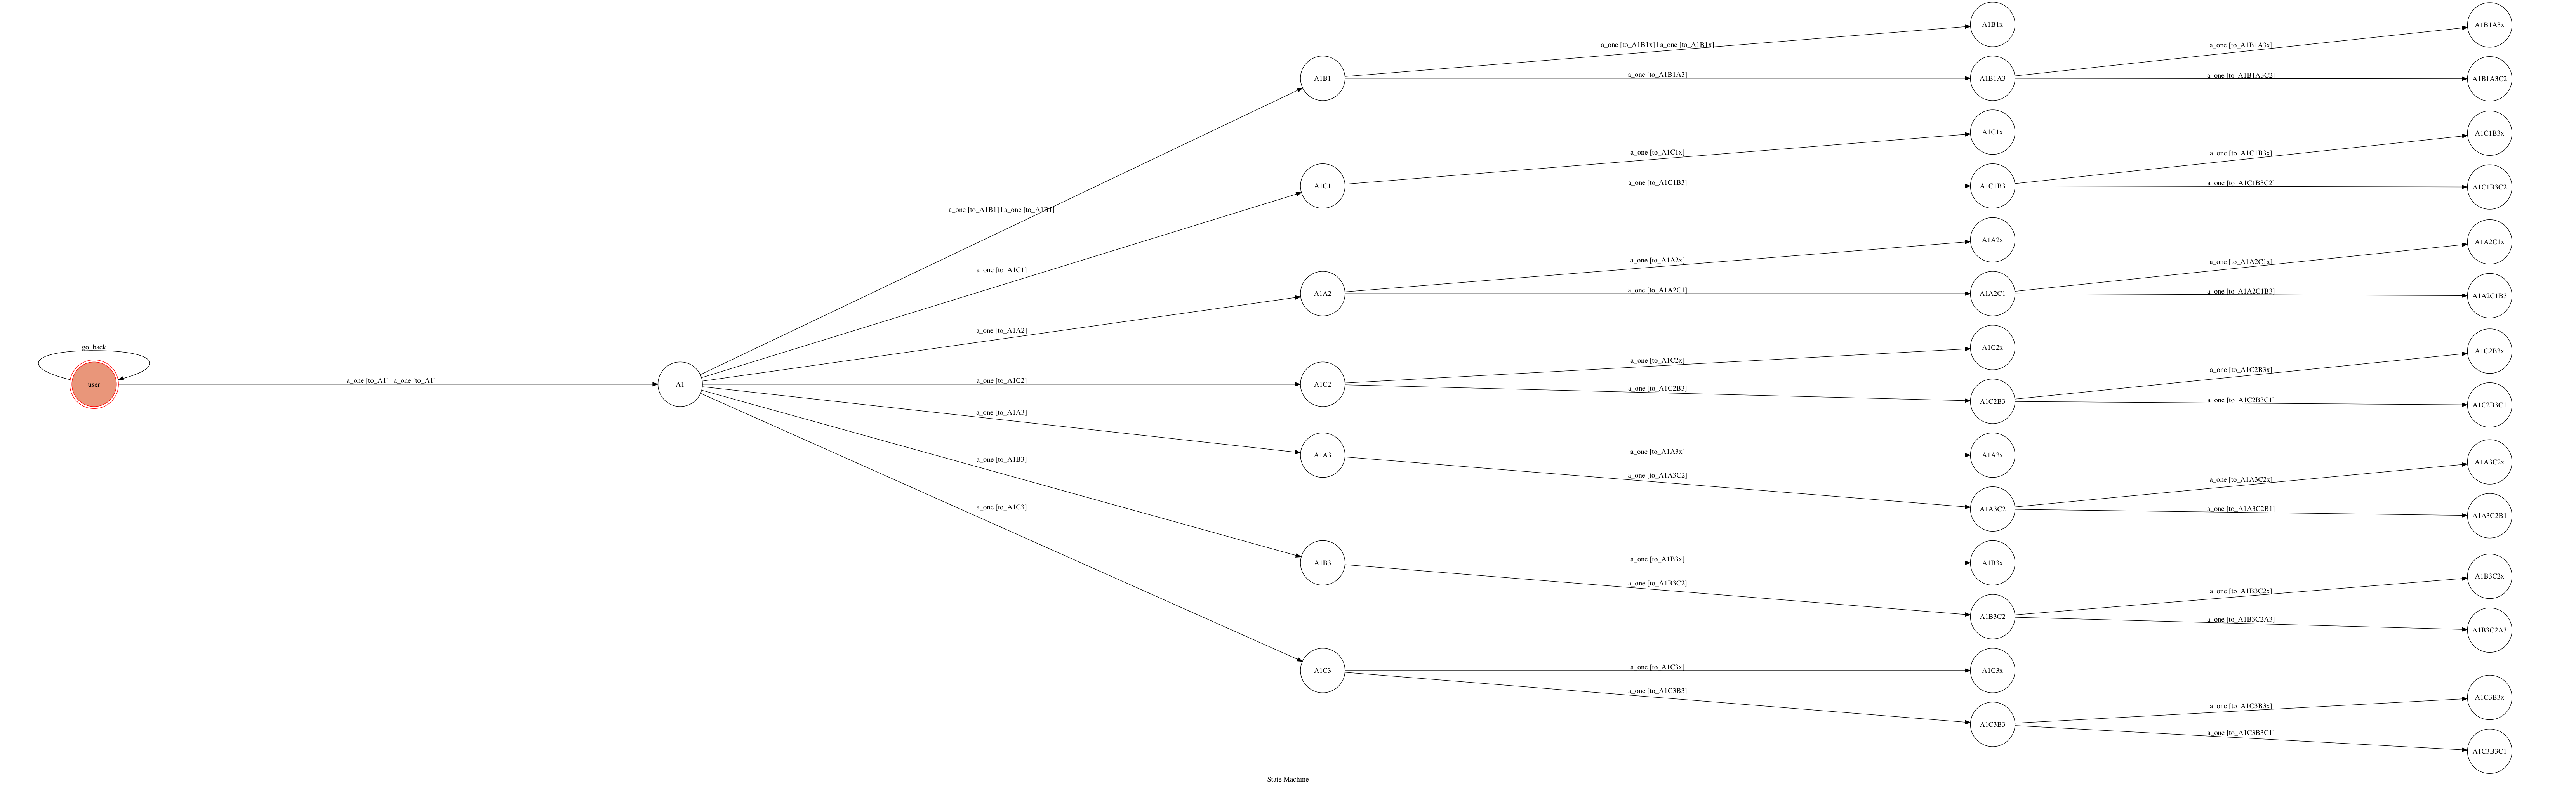 A1B1x
A1B1A3x
a_one [to_A1B1x] | a_one [to_A1B1x]
a_one [to_A1B1A3x]
A1B1
a_one [to_A1B1A3]
A1B1A3
a_one [to_A1B1A3C2]
A1B1A3C2
A1C1x
A1C1B3x
a_one [to_A1C1x]
a_one [to_A1C1B3x]
A1C1
a_one [to_A1C1B3]
A1C1B3
a_one [to_A1C1B3C2]
A1C1B3C2
a_one [to_A1B1] | a_one [to_A1B1]
A1A2x
A1A2C1x
a_one [to_A1C1]
a_one [to_A1A2x]
a_one [to_A1A2C1x]
A1A2
a_one [to_A1A2C1]
A1A2C1
a_one [to_A1A2C1B3]
A1A2C1B3
a_one [to_A1A2]
go_back
A1C2x
A1C2B3x
a_one [to_A1C2x]
a_one [to_A1C2B3x]
user
a_one [to_A1] | a_one [to_A1]
A1
a_one [to_A1C2]
A1C2
a_one [to_A1C2B3]
A1C2B3
a_one [to_A1C2B3C1]
A1C2B3C1
a_one [to_A1A3]
A1A3
a_one [to_A1A3x]
A1A3x
A1A3C2x
a_one [to_A1B3]
a_one [to_A1A3C2]
a_one [to_A1A3C2x]
A1A3C2
a_one [to_A1A3C2B1]
A1A3C2B1
a_one [to_A1C3]
A1B3
a_one [to_A1B3x]
A1B3x
A1B3C2x
a_one [to_A1B3C2]
a_one [to_A1B3C2x]
A1B3C2
a_one [to_A1B3C2A3]
A1B3C2A3
A1C3
a_one [to_A1C3x]
A1C3x
A1C3B3x
a_one [to_A1C3B3]
a_one [to_A1C3B3x]
A1C3B3
a_one [to_A1C3B3C1]
A1C3B3C1
State Machine